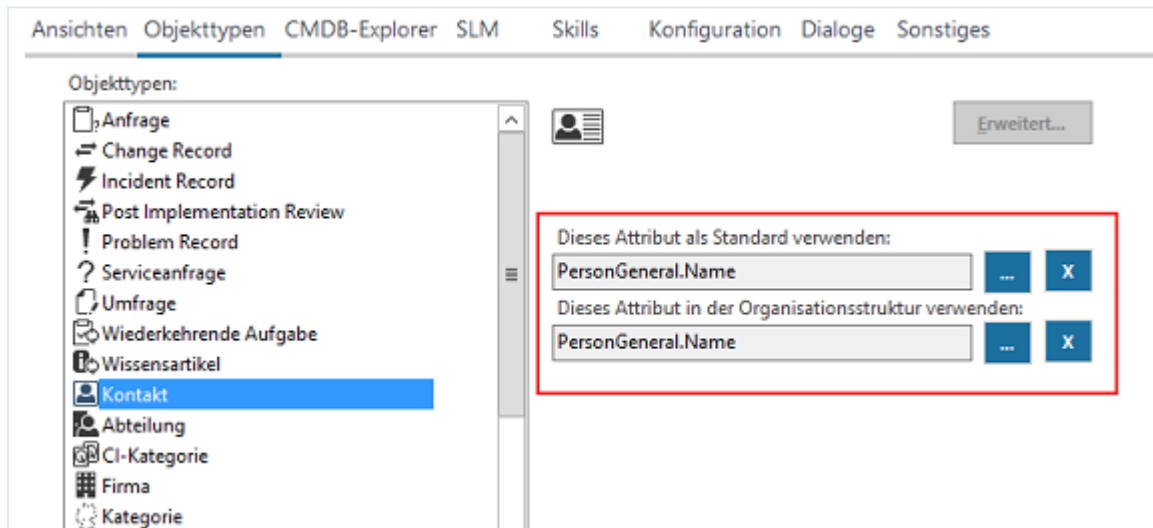 Ansichten Objekttypen CMDB-Explorer SLM Skills Konfiguration Dialoge Sonstiges
Objekttypen:
Anfrage
Change Record
Incident Record
Post Implementation Review
Problem Record
Serviceanfrage
Umfrage
Wiederkehrende Aufgabe
Wissensartikel
Kontakt
Abteilung
CI-Kategorie
Firma
Kategorie
Erweitert...
Dieses Attribut als Standard verwenden:
PersonGeneral.Name ... X
Dieses Attribut in der Organisationsstruktur verwenden:
PersonGeneral.Name ... X